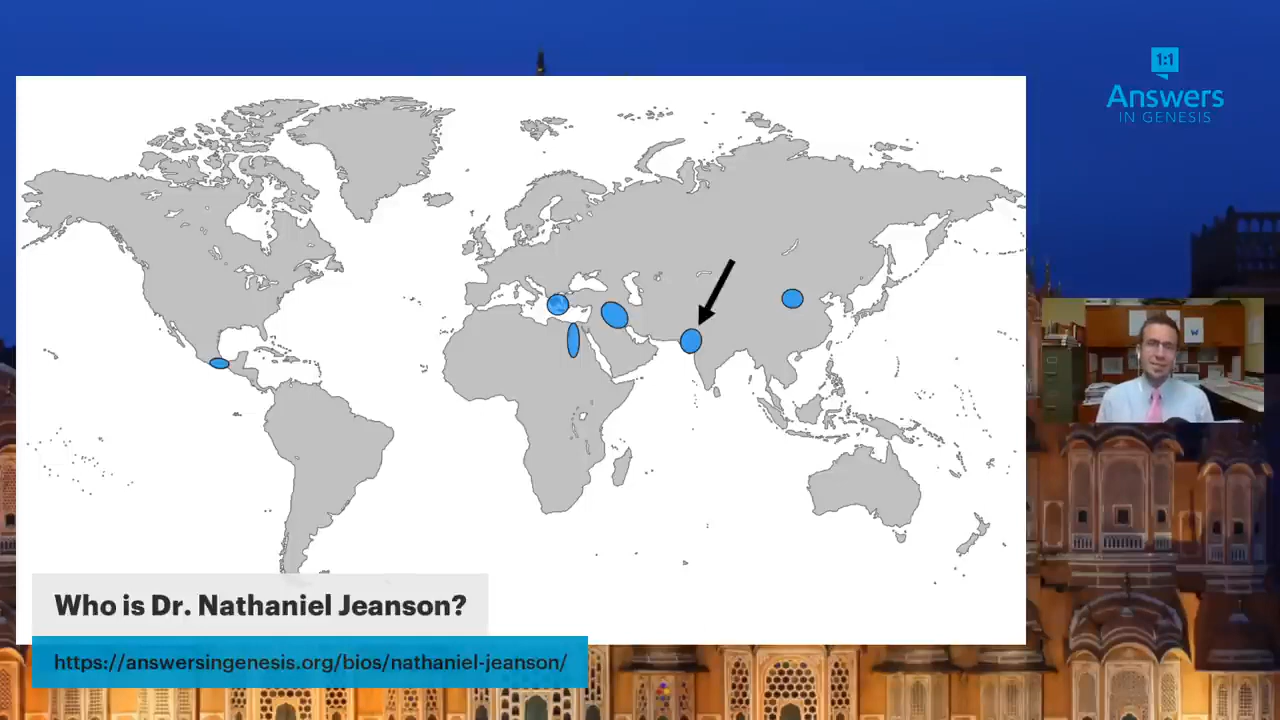 1:1
Answers
IN GENESIS
Who is Dr. Nathaniel Jeanson?
https://answersingenesis.org/bios/nathaniel-jeanson/